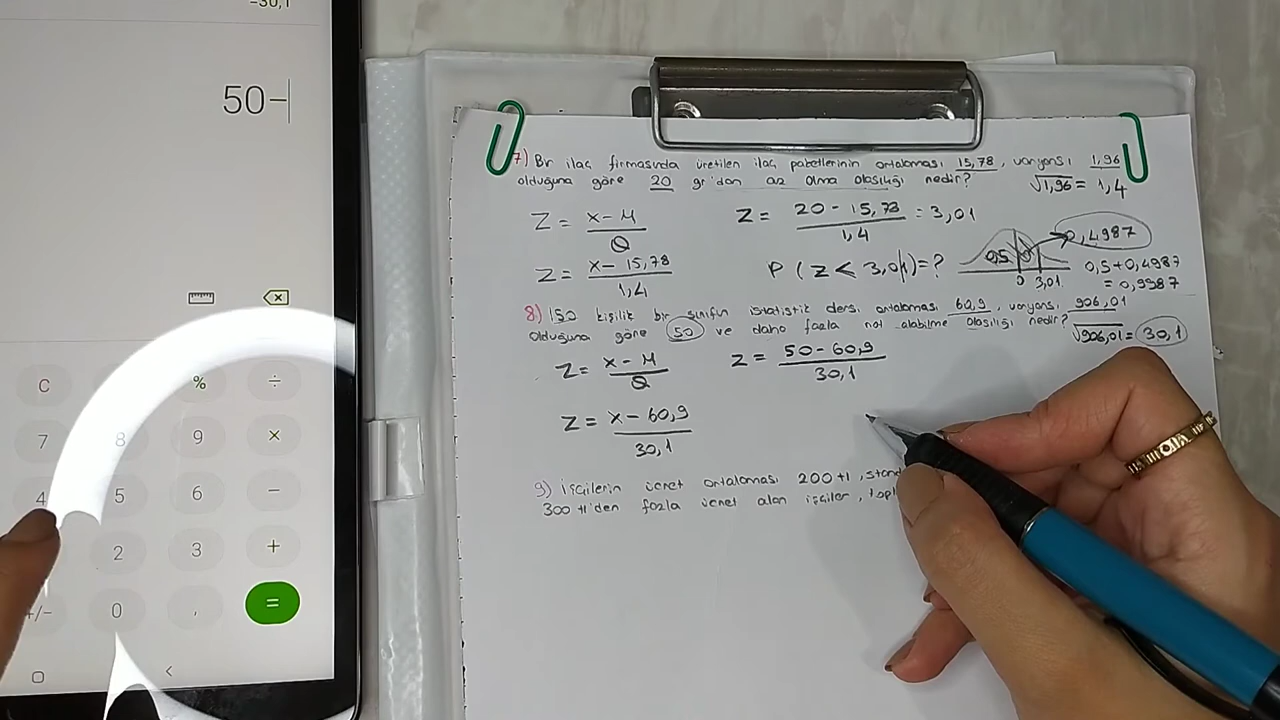 -30,1
50-
C % ÷
7 8 9 ×
4 5 6 −
2 3 +
+/- 0 , =
7) Bir ilaç firmasında üretilen ilaç paketlerinin ortalaması 15,78, varyansı 1,96
olduğuna göre 20 gr'dan az olma olasılığı nedir? √1,96 = 1,4
Z = x-M / Q
Z = 20-15,78 / 1,4 = 3,01
Z = x-15,78 / 1,4
P(Z < 3,01) = ?
0,5
0 3,01
0,4987
0,5+0,4987
= 0,9987
8) 150 kişilik bir sınıfın istatistik dersi ortalaması 60,9, varyansı 906,01
olduğuna göre 50 ve daha fazla not alabilme olasılığı nedir? √906,01 = 30,1
Z = x-M / Q
Z = 50-60,9 / 30,1
Z = x-60,9 / 30,1
9) İşçilerin ücret ortalaması 200 tl,
300 tl'den fazla ücret alan işçiler,